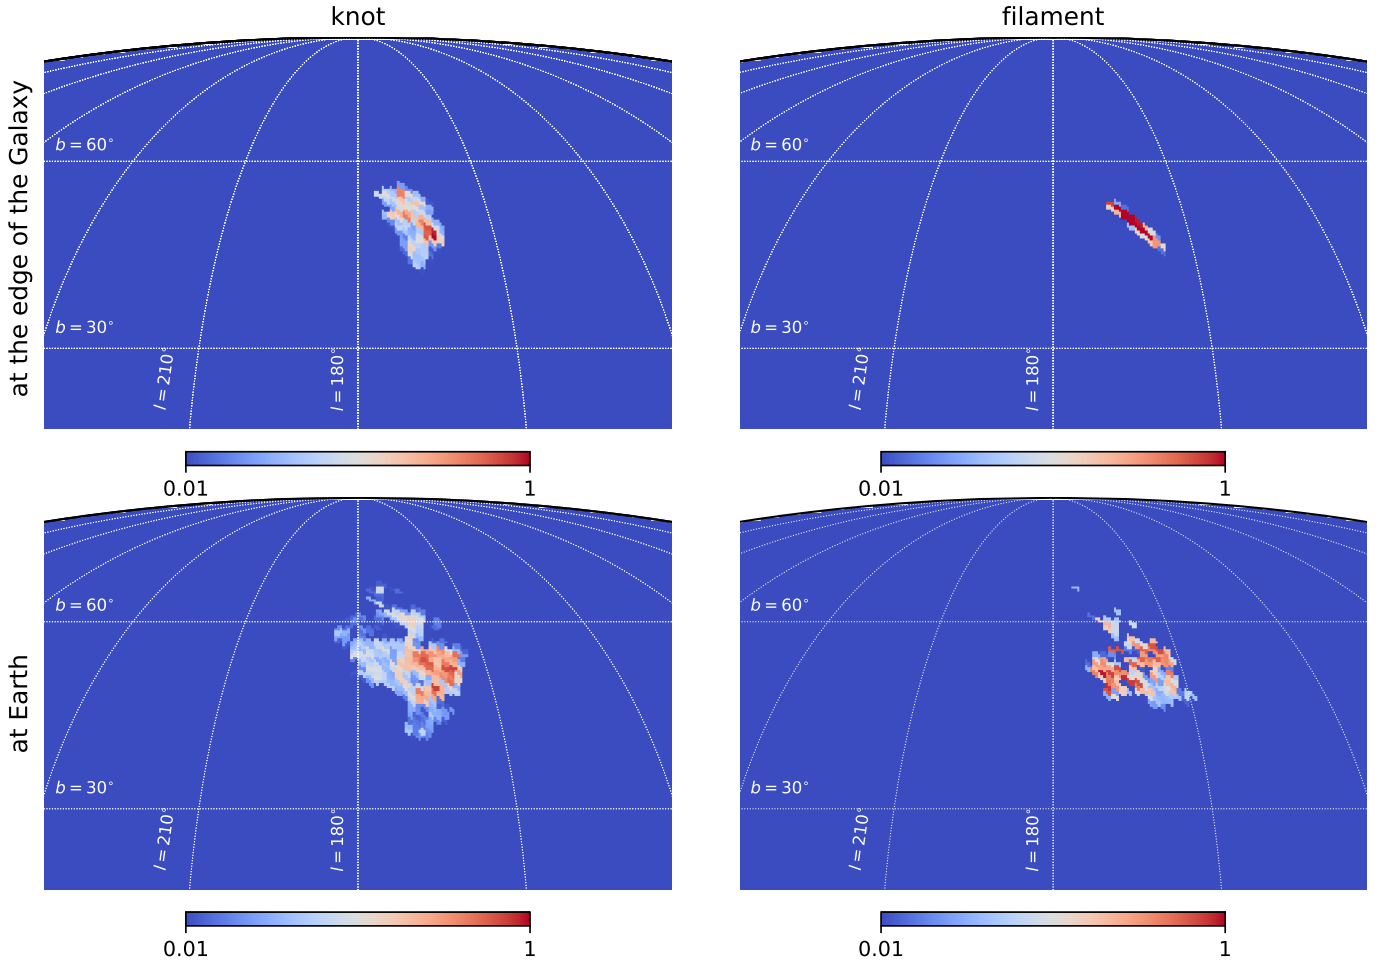 knot
filament
at the edge of the Galaxy
b = 60°
b = 30°
l = 210°
l = 180°
b = 60°
b = 30°
l = 210°
l = 180°
0.01
1
0.01
1
at Earth
b = 60°
b = 30°
l = 210°
l = 180°
b = 60°
b = 30°
l = 210°
l = 180°
0.01
1
0.01
1